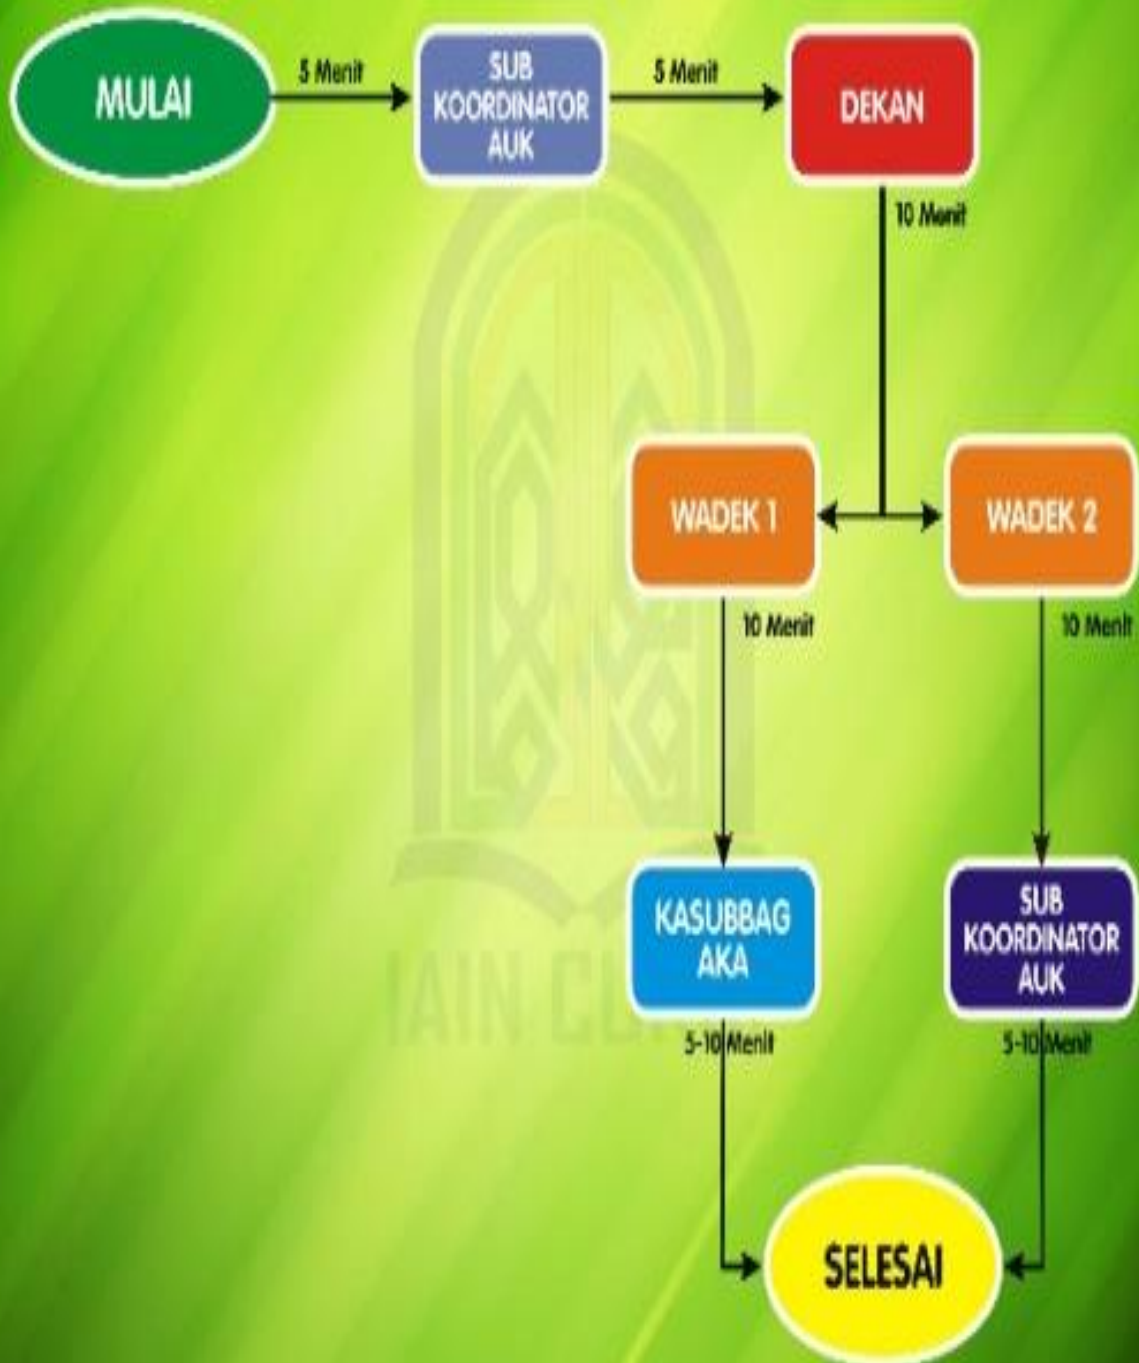 MULAI
5 Menit
SUB
KOORDINATOR
AUK
5 Menit
DEKAN
10 Menit
WADEK 1
WADEK 2
10 Menit
10 Menit
KASUBBAG
AKA
SUB
KOORDINATOR
AUK
5-10 Menit
5-10 Menit
SELESAI
IAIN